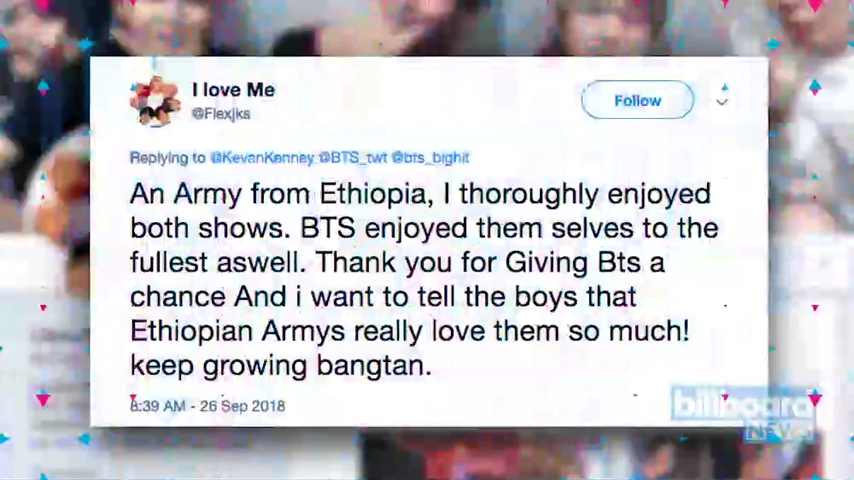 I love Me
@Flexjks
Follow
Replying to @KevanKenney @BTS_twt @bts_bighit
An Army from Ethiopia, I thoroughly enjoyed
both shows. BTS enjoyed them selves to the
fullest aswell. Thank you for Giving Bts a
chance And i want to tell the boys that
Ethiopian Armys really love them so much!
keep growing bangtan.
8:39 AM - 26 Sep 2018
billboard
NEWS